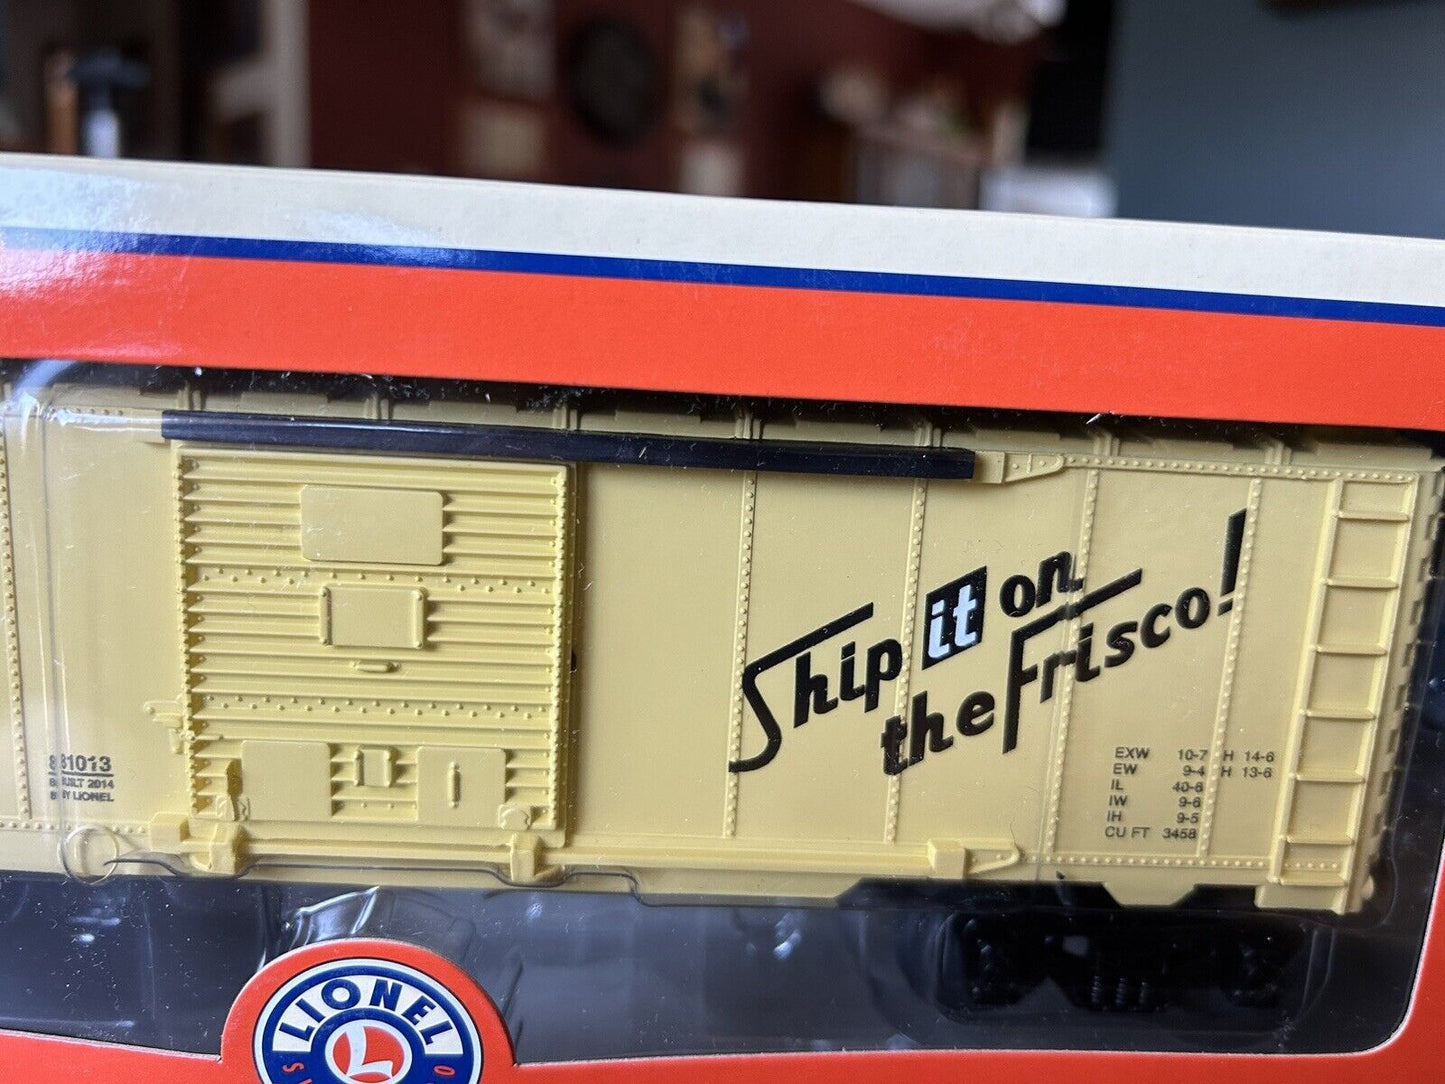 Ship it on
the Frisco!
881013
BUILT 2014
BY LIONEL
EXW 10-7 H 14-6
EW 9-4 H 13-6
IL 40-6
IW 9-6
IH 9-5
CU FT 3458
LIONEL
L